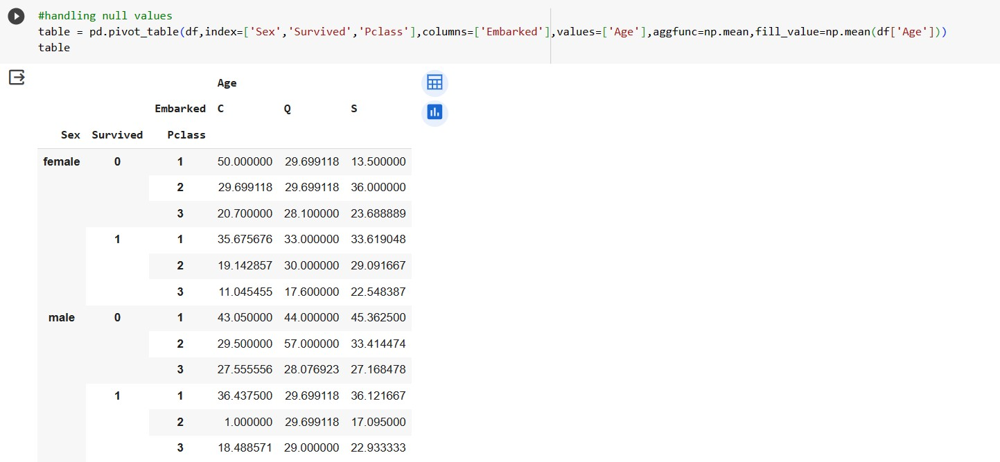 #handling null values
table = pd.pivot_table(df,index=['Sex','Survived','Pclass'],columns=['Embarked'],values=['Age'],aggfunc=np.mean,fill_value=np.mean(df['Age']))
table
Age
Embarked C Q S
Sex Survived Pclass
female 0 1 50.000000 29.699118 13.500000
2 29.699118 29.699118 36.000000
3 20.700000 28.100000 23.688889
1 1 35.675676 33.000000 33.619048
2 19.142857 30.000000 29.091667
3 11.045455 17.600000 22.548387
male 0 1 43.050000 44.000000 45.362500
2 29.500000 57.000000 33.414474
3 27.555556 28.076923 27.168478
1 1 36.437500 29.699118 36.121667
2 1.000000 29.699118 17.095000
3 18.488571 29.000000 22.933333